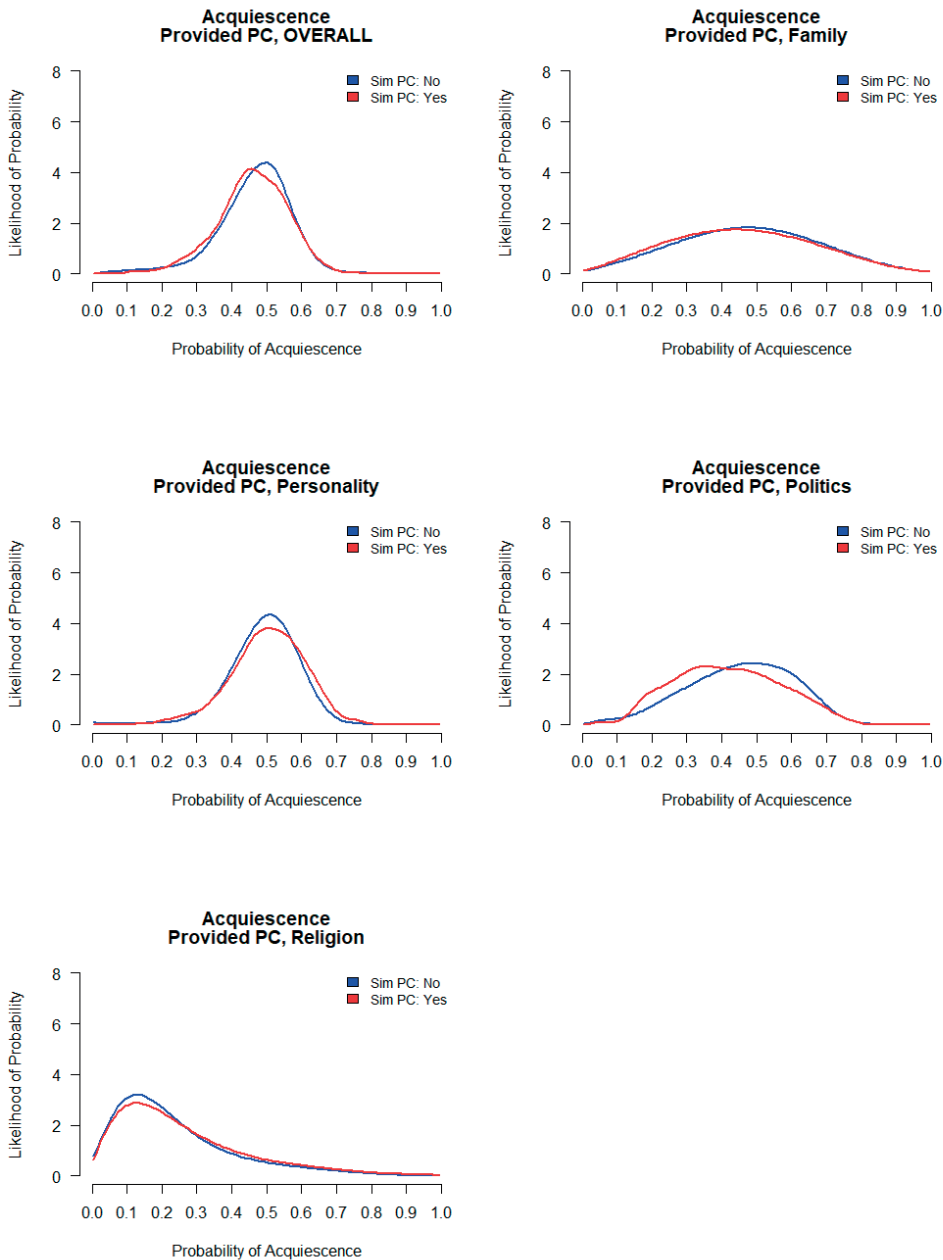 Acquiescence
Provided PC, OVERALL
Likelihood of Probability
8
6
4
2
0
Sim PC: No
Sim PC: Yes
0.0 0.1 0.2 0.3 0.4 0.5 0.6 0.7 0.8 0.9 1.0
Probability of Acquiescence
Acquiescence
Provided PC, Family
Likelihood of Probability
8
6
4
2
0
Sim PC: No
Sim PC: Yes
0.0 0.1 0.2 0.3 0.4 0.5 0.6 0.7 0.8 0.9 1.0
Probability of Acquiescence
Acquiescence
Provided PC, Personality
Likelihood of Probability
8
6
4
2
0
Sim PC: No
Sim PC: Yes
0.0 0.1 0.2 0.3 0.4 0.5 0.6 0.7 0.8 0.9 1.0
Probability of Acquiescence
Acquiescence
Provided PC, Politics
Likelihood of Probability
8
6
4
2
0
Sim PC: No
Sim PC: Yes
0.0 0.1 0.2 0.3 0.4 0.5 0.6 0.7 0.8 0.9 1.0
Probability of Acquiescence
Acquiescence
Provided PC, Religion
Likelihood of Probability
8
6
4
2
0
Sim PC: No
Sim PC: Yes
0.0 0.1 0.2 0.3 0.4 0.5 0.6 0.7 0.8 0.9 1.0
Probability of Acquiescence